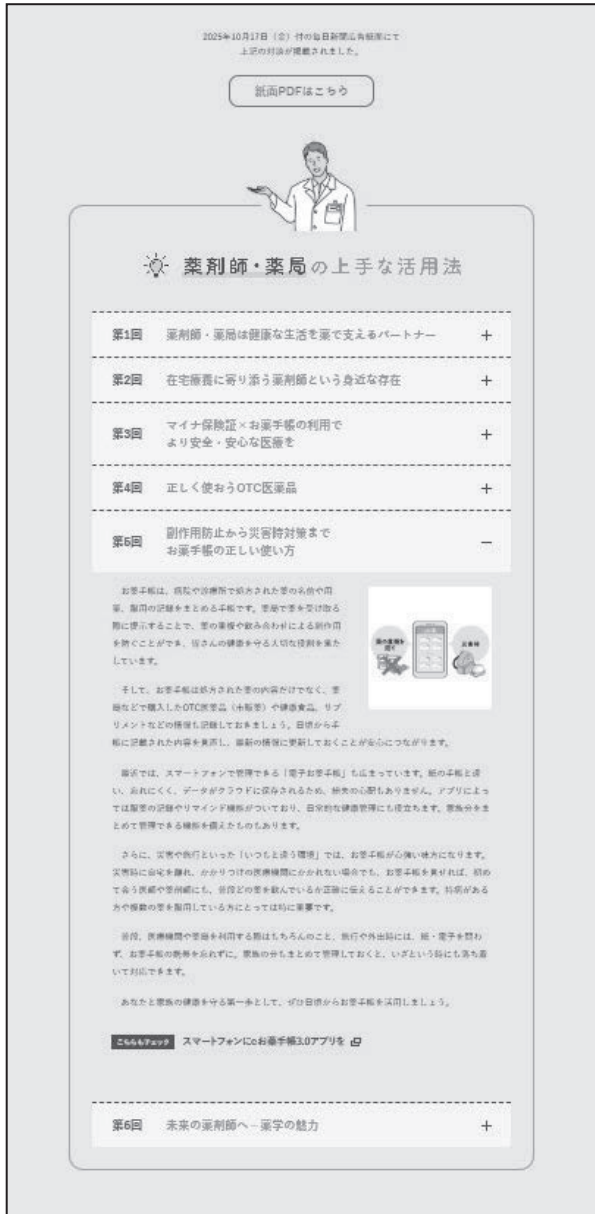 2025年10月17日（金）付の毎日新聞広告紙面にて
上記の対談が掲載されました。
紙面PDFはこちら
薬剤師・薬局の上手な活用法
第1回 薬剤師・薬局は健康な生活を薬で支えるパートナー ＋
第2回 在宅療養に寄り添う薬剤師という身近な存在 ＋
第3回 マイナ保険証×お薬手帳の利用で
より安全・安心な医療を ＋
第4回 正しく使おうOTC医薬品 ＋
第5回 副作用防止から災害時対策まで
お薬手帳の正しい使い方 −
お薬手帳は、病院や診療所で処方された薬の名前や用
量、服用の記録をまとめる手帳です。薬局で薬を受け取る
際に提示することで、薬の重複や飲み合わせによる副作用
を防ぐことができ、皆さんの健康を守る大切な役割を果た
しています。
そして、お薬手帳は処方された薬の内容だけでなく、薬
局などで購入したOTC医薬品（市販薬）や健康食品、サプ
リメントなどの情報も記録しておきましょう。日頃から手
帳に記載された内容を見直し、最新の情報に更新しておくことが安心につながります。
最近では、スマートフォンで管理できる「電子お薬手帳」も広まっています。紙の手帳と違
い、忘れにくく、データがクラウドに保存されるため、紛失の心配もありません。アプリによっ
ては服薬の記録やリマインド機能がついており、日常的な健康管理にも役立ちます。家族分をま
とめて管理できる機能を備えたものもあります。
さらに、災害や旅行といった「いつもと違う環境」では、お薬手帳が心強い味方になります。
災害時に自宅を離れ、かかりつけの医療機関にかかれない場合でも、お薬手帳を見せれば、初め
て会う医師や薬剤師にも、普段どの薬を飲んでいるか正確に伝えることができます。持病がある
方や複数の薬を服用している方にとっては特に重要です。
普段、医療機関や薬局を利用する際はもちろんのこと、旅行や外出時には、紙・電子を問わ
ず、お薬手帳の携帯を忘れずに。家族の分もまとめて管理しておくと、いざという時にも落ち着
いて対応できます。
あなたと家族の健康を守る第一歩として、ぜひ日頃からお薬手帳を活用しましょう。
こちらもチェック スマートフォンにeお薬手帳3.0アプリを
第6回 未来の薬剤師へ－薬学の魅力 ＋